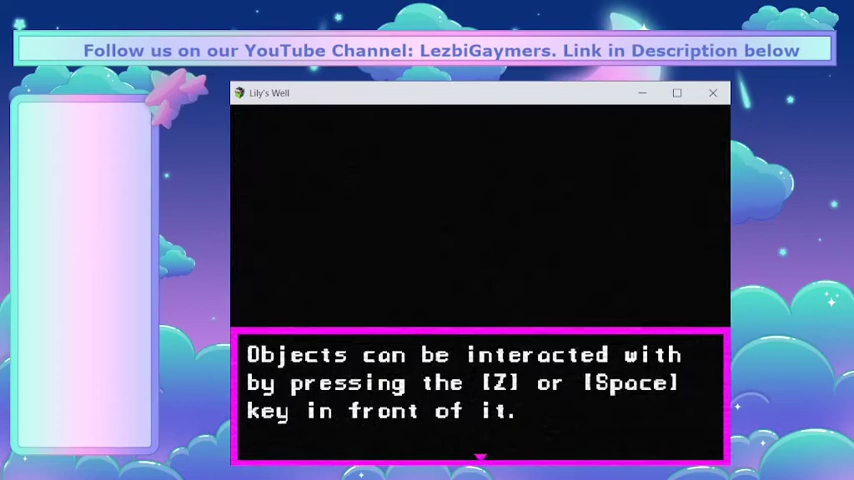 Follow us on our YouTube Channel: LezbiGaymers. Link in Description below
Lily's Well
Objects can be interacted with
by pressing the [Z] or [Space]
key in front of it.